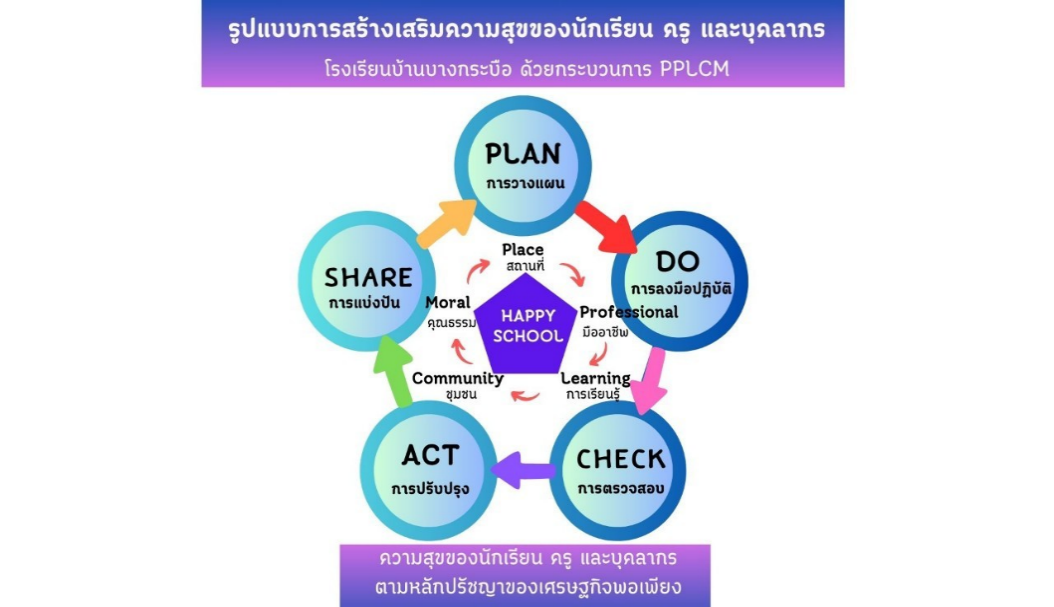 รูปแบบการสร้างเสริมความสุขของนักเรียน ครู และบุคลากร
โรงเรียนบ้านบางกระบือ ด้วยกระบวนการ PPLCM
PLAN
การวางแผน
DO
การลงมือปฏิบัติ
CHECK
การตรวจสอบ
ACT
การปรับปรุง
SHARE
การแบ่งปัน
Place
สถานที่
Professional
มืออาชีพ
Learning
การเรียนรู้
Community
ชุมชน
Moral
คุณธรรม
HAPPY
SCHOOL
ความสุขของนักเรียน ครู และบุคลากร
ตามหลักปรัชญาของเศรษฐกิจพอเพียง